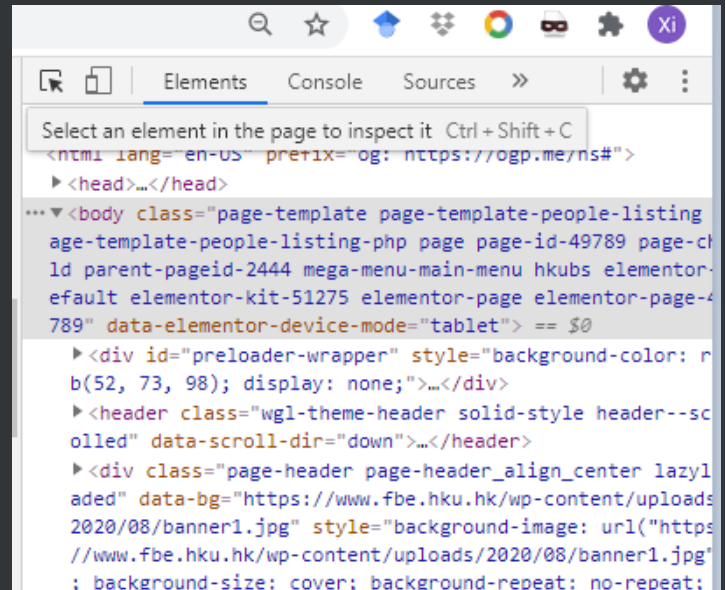 Xi
Elements Console Sources »
Select an element in the page to inspect it Ctrl + Shift + C
<html lang="en-US" prefix="og: https://ogp.me/ns#">
▶<head>…</head>
•••▼<body class="page-template page-template-people-listing
age-template-people-listing-php page page-id-49789 page-ch
ld parent-pageid-2444 mega-menu-main-menu hkubs elementor-
efault elementor-kit-51275 elementor-page elementor-page-4
789" data-elementor-device-mode="tablet"> == $0
▶<div id="preloader-wrapper" style="background-color: r
b(52, 73, 98); display: none;">…</div>
▶<header class="wgl-theme-header solid-style header--sc
olled" data-scroll-dir="down">…</header>
▶<div class="page-header page-header_align_center lazyl
aded" data-bg="https://www.fbe.hku.hk/wp-content/uploads
2020/08/banner1.jpg" style="background-image: url("https
//www.fbe.hku.hk/wp-content/uploads/2020/08/banner1.jpg"
; background-size: cover; background-repeat: no-repeat;